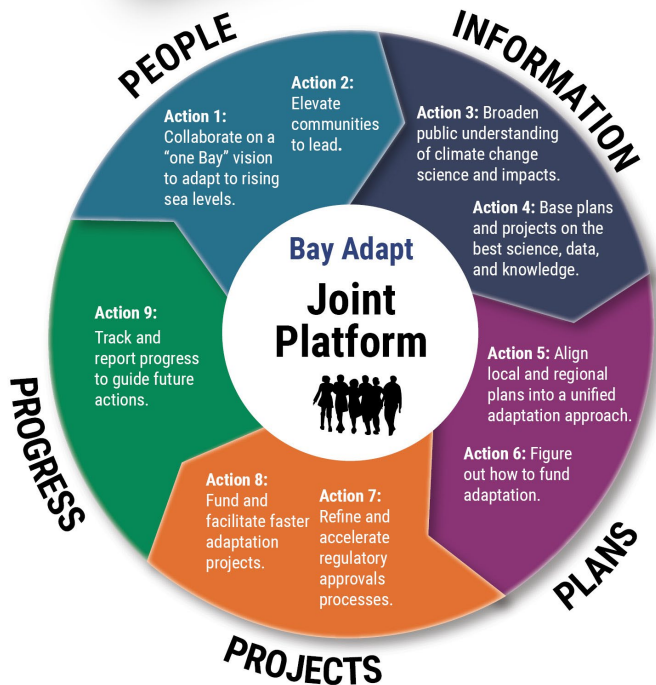 PEOPLE
Action 1:
Collaborate on a
“one Bay” vision
to adapt to rising
sea levels.
Action 2:
Elevate
communities
to lead.
INFORMATION
Action 3: Broaden
public understanding
of climate change
science and impacts.
Action 4: Base plans
and projects on the
best science, data,
and knowledge.
Bay Adapt
Joint
Platform
Action 5: Align
local and regional
plans into a unified
adaptation approach.
Action 6: Figure
out how to fund
adaptation.
PLANS
Action 7:
Refine and
accelerate
regulatory
approvals
processes.
Action 8:
Fund and
facilitate faster
adaptation
projects.
PROJECTS
Action 9:
Track and
report progress
to guide future
actions.
PROGRESS